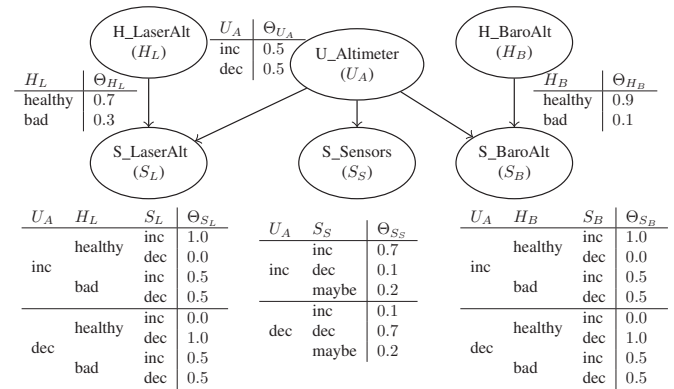 H_LaserAlt
(H_L)
U_A Θ_{U_A}
inc 0.5
dec 0.5
U_Altimeter
(U_A)
H_BaroAlt
(H_B)
H_L Θ_{H_L}
healthy 0.7
bad 0.3
H_B Θ_{H_B}
healthy 0.9
bad 0.1
S_LaserAlt
(S_L)
S_Sensors
(S_S)
S_BaroAlt
(S_B)
U_A H_L S_L Θ_{S_L}
inc healthy inc 1.0
dec 0.0
bad inc 0.5
dec 0.5
dec healthy inc 0.0
dec 1.0
bad inc 0.5
dec 0.5
U_A S_S Θ_{S_S}
inc inc 0.7
dec 0.1
maybe 0.2
dec inc 0.1
dec 0.7
maybe 0.2
U_A H_B S_B Θ_{S_B}
inc healthy inc 1.0
dec 0.0
bad inc 0.5
dec 0.5
dec healthy inc 0.0
dec 1.0
bad inc 0.5
dec 0.5